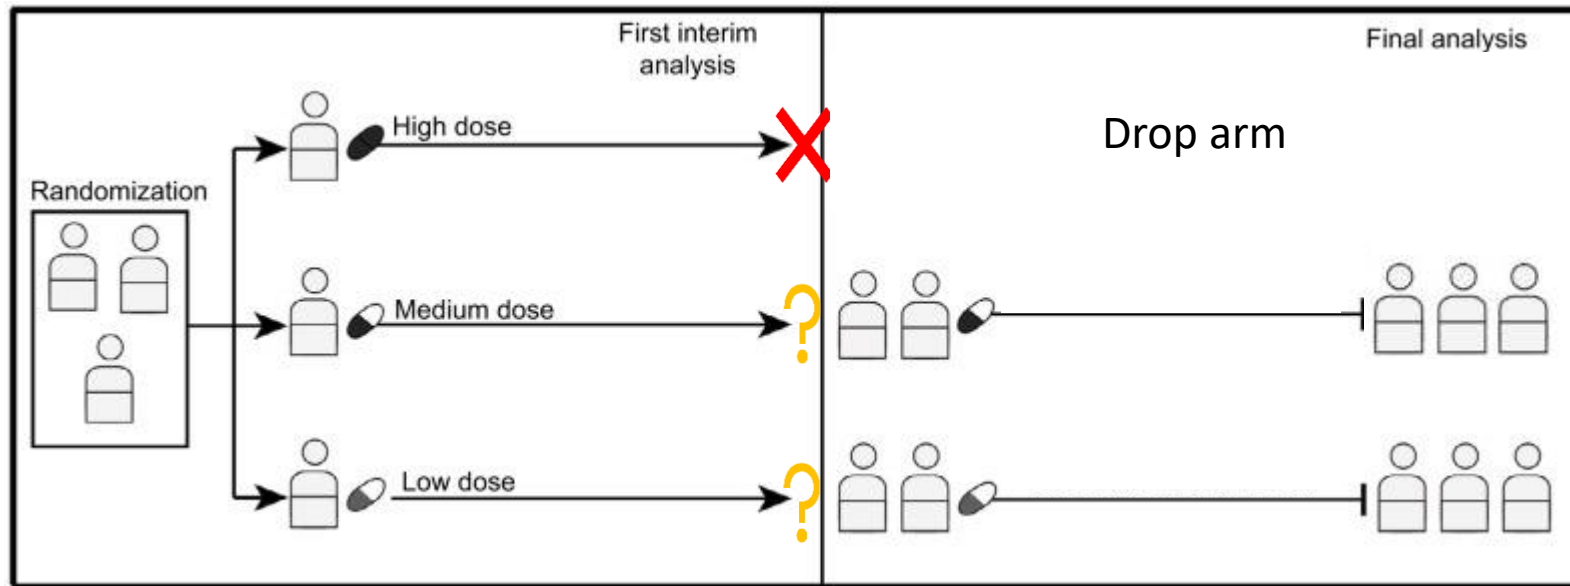 First interim
analysis
Final analysis
High dose
Drop arm
Randomization
Medium dose
?
Low dose
?